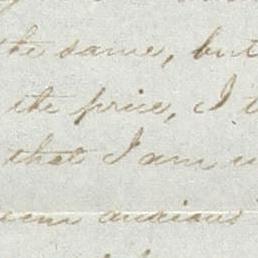 the same, but
the price, I
that I am
anxious